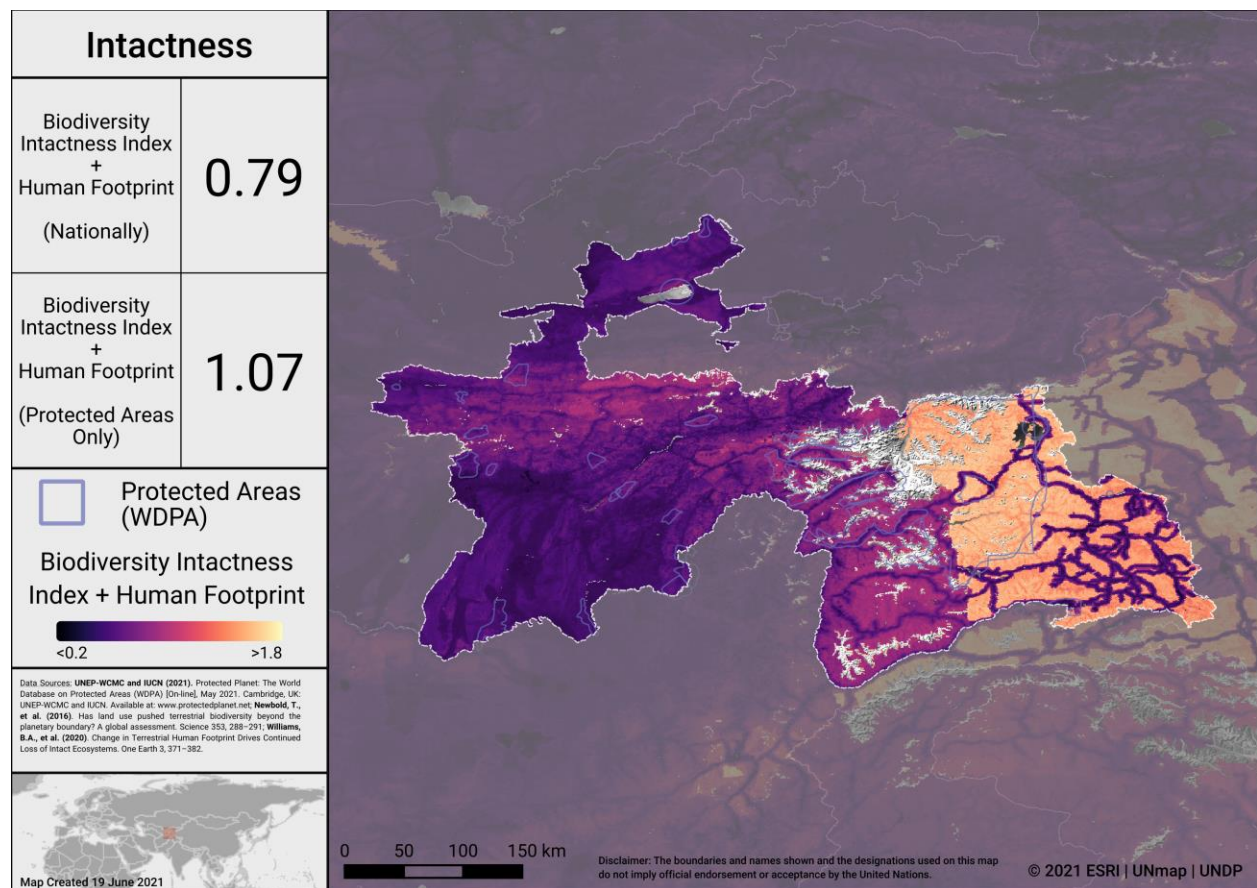 Intactness
Biodiversity
Intactness Index
+
Human Footprint
(Nationally)
0.79
Biodiversity
Intactness Index
+
Human Footprint
(Protected Areas
Only)
1.07
Protected Areas
(WDPA)
Biodiversity Intactness
Index + Human Footprint
<0.2
>1.8
Data Sources: UNEP-WCMC and IUCN (2021). Protected Planet: The World
Database on Protected Areas (WDPA) [On-line], May 2021. Cambridge, UK:
UNEP-WCMC and IUCN. Available at: www.protectedplanet.net; Newbold, T.,
et al. (2016). Has land use pushed terrestrial biodiversity beyond the
planetary boundary? A global assessment. Science 353, 288–291; Williams,
B.A., et al. (2020). Change in Terrestrial Human Footprint Drives Continued
Loss of Intact Ecosystems. One Earth 3, 371–382.
Map Created 19 June 2021
0 50 100 150 km
Disclaimer: The boundaries and names shown and the designations used on this map
do not imply official endorsement or acceptance by the United Nations.
© 2021 ESRI | UNmap | UNDP